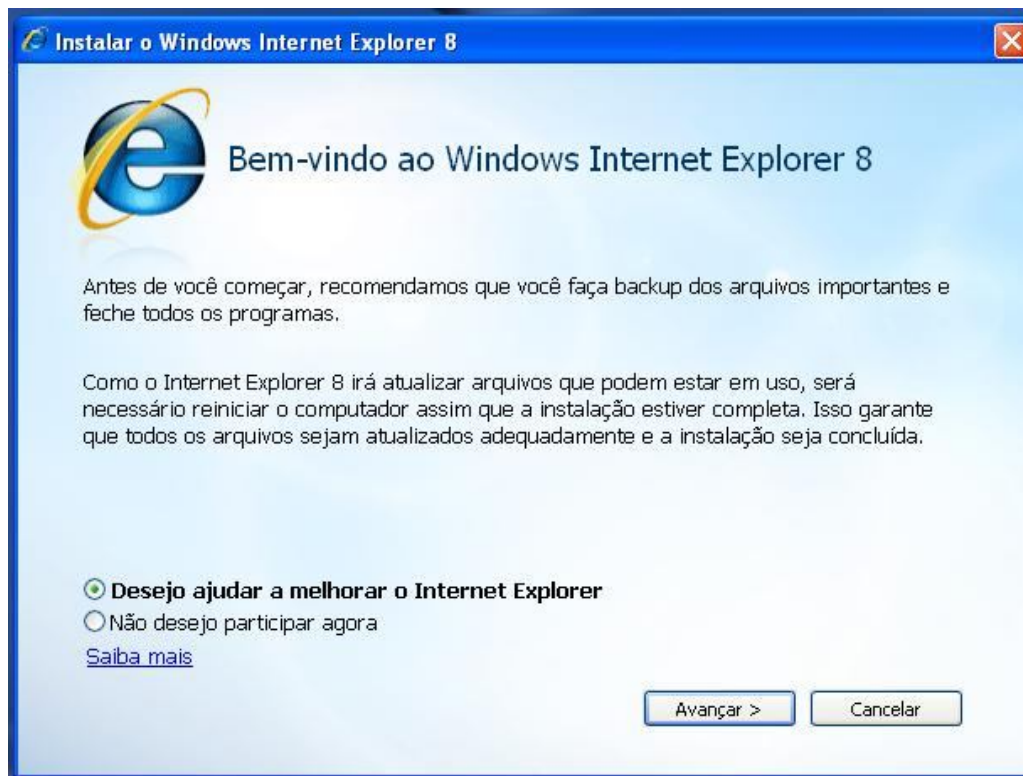 Instalar o Windows Internet Explorer 8
Bem-vindo ao Windows Internet Explorer 8
Antes de você começar, recomendamos que você faça backup dos arquivos importantes e
feche todos os programas.
Como o Internet Explorer 8 irá atualizar arquivos que podem estar em uso, será
necessário reiniciar o computador assim que a instalação estiver completa. Isso garante
que todos os arquivos sejam atualizados adequadamente e a instalação seja concluída.
Desejo ajudar a melhorar o Internet Explorer
Não desejo participar agora
Saiba mais
Avançar > Cancelar